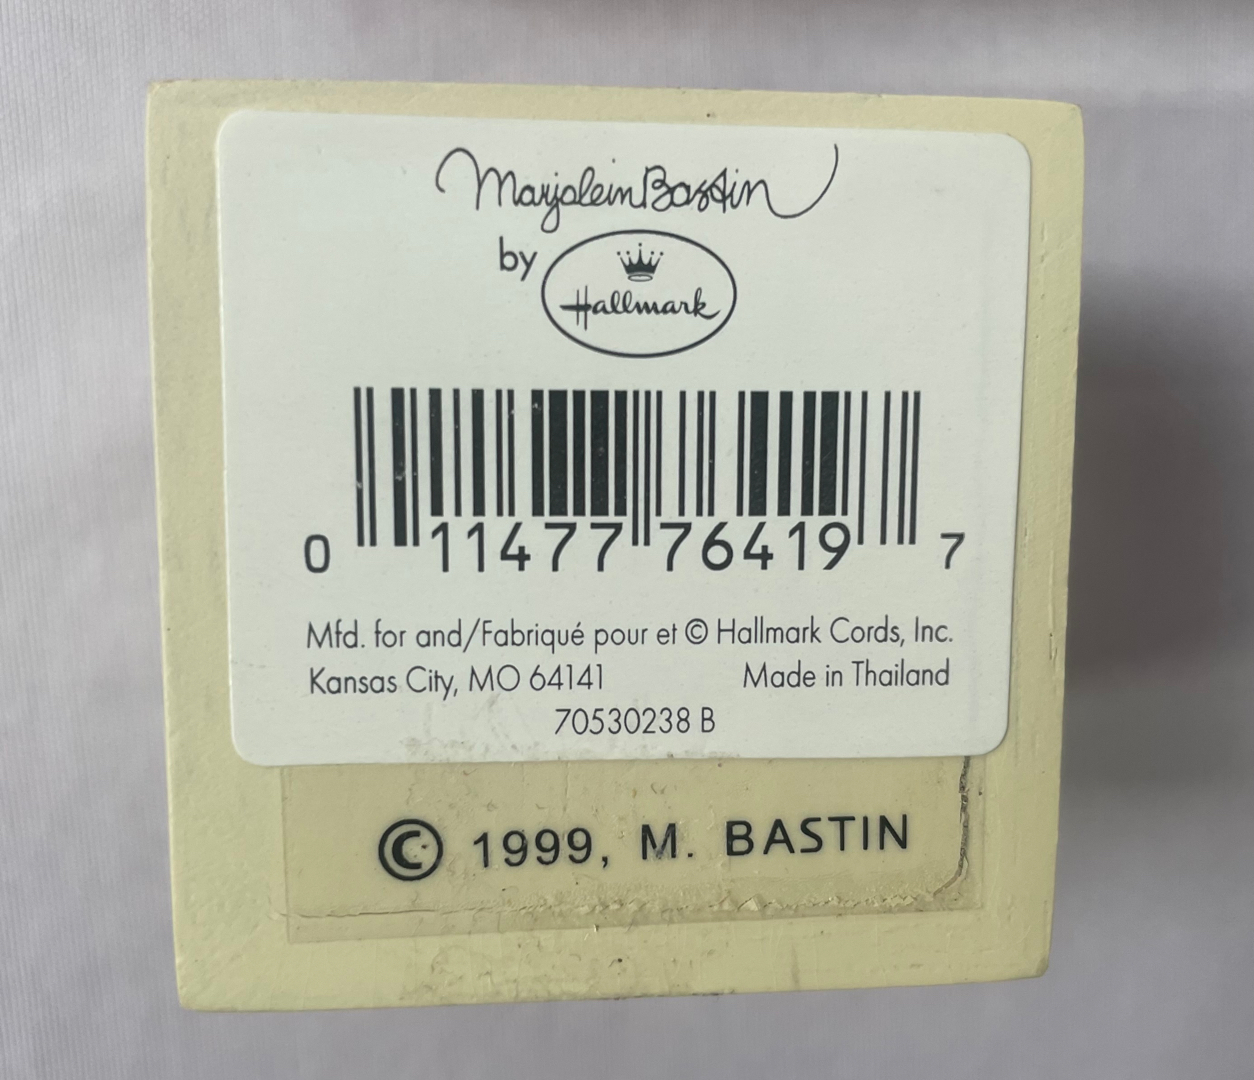 Marjolein Bastin
by Hallmark
0 11477 76419 7
Mfd. for and/Fabriqué pour et © Hallmark Cards, Inc.
Kansas City, MO 64141 Made in Thailand
70530238 B
© 1999, M. BASTIN